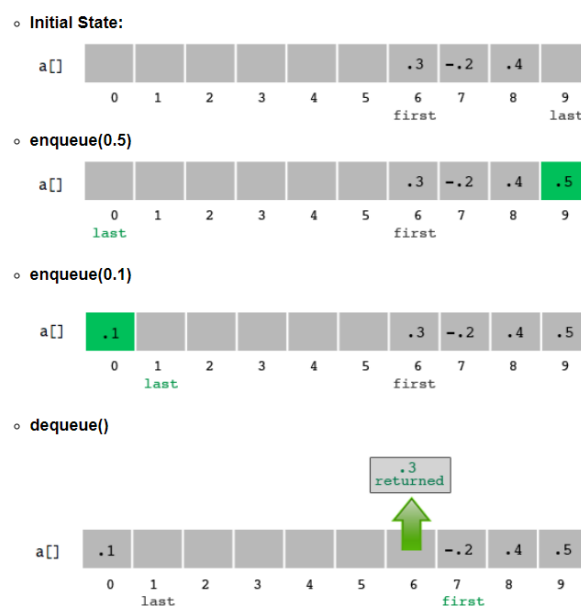 Initial State:
a[] .3 -.2 .4
0 1 2 3 4 5 6 7 8 9
first last
enqueue(0.5)
a[] .3 -.2 .4 .5
0 1 2 3 4 5 6 7 8 9
last first
enqueue(0.1)
a[] .1 .3 -.2 .4 .5
0 1 2 3 4 5 6 7 8 9
last first
dequeue()
.3
returned
a[] .1 -.2 .4 .5
0 1 2 3 4 5 6 7 8 9
last first